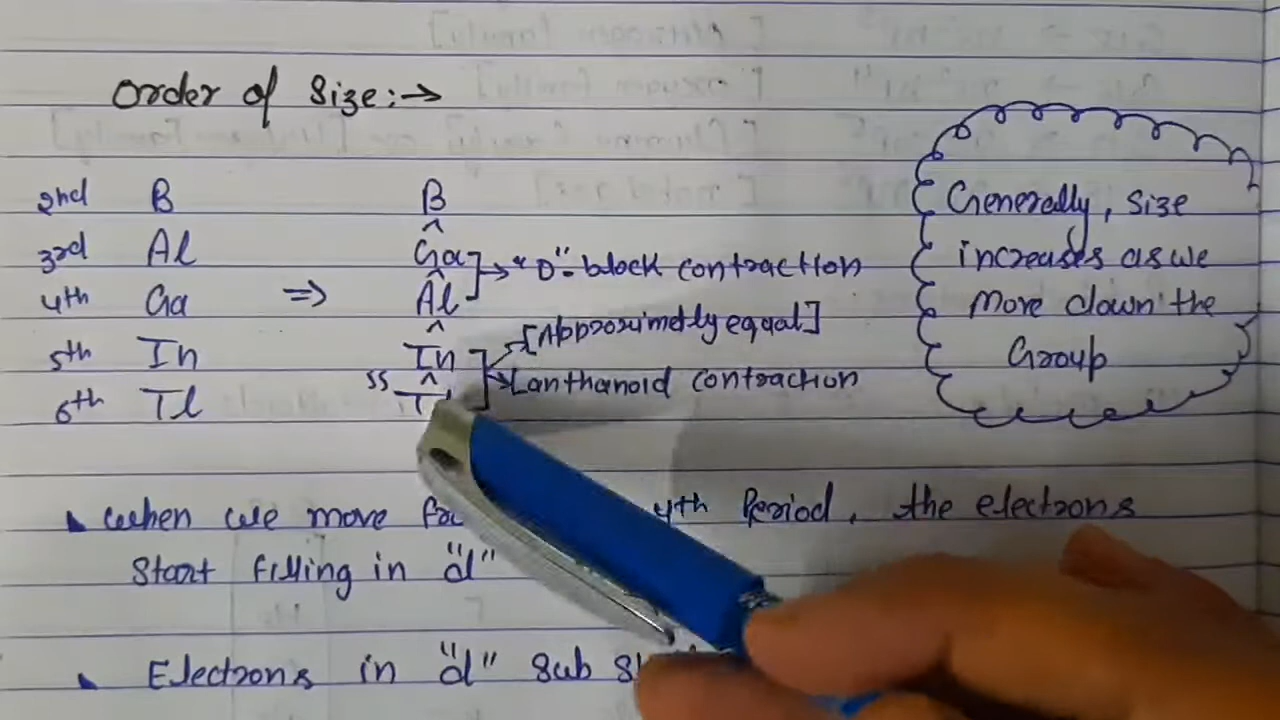 Order of Size:→
2nd B B
^
3rd Al Ga → "D"-block contraction
^
4th Ga ⇒ Al
^
[Approximetly equal]
5th In In
^
SS Lanthanoid contraction
6th Tl
Generally, size
increases as we
move down the
Group
When we move 4th Period, the electrons
Start filling in "d"
Electrons in "d" Sub